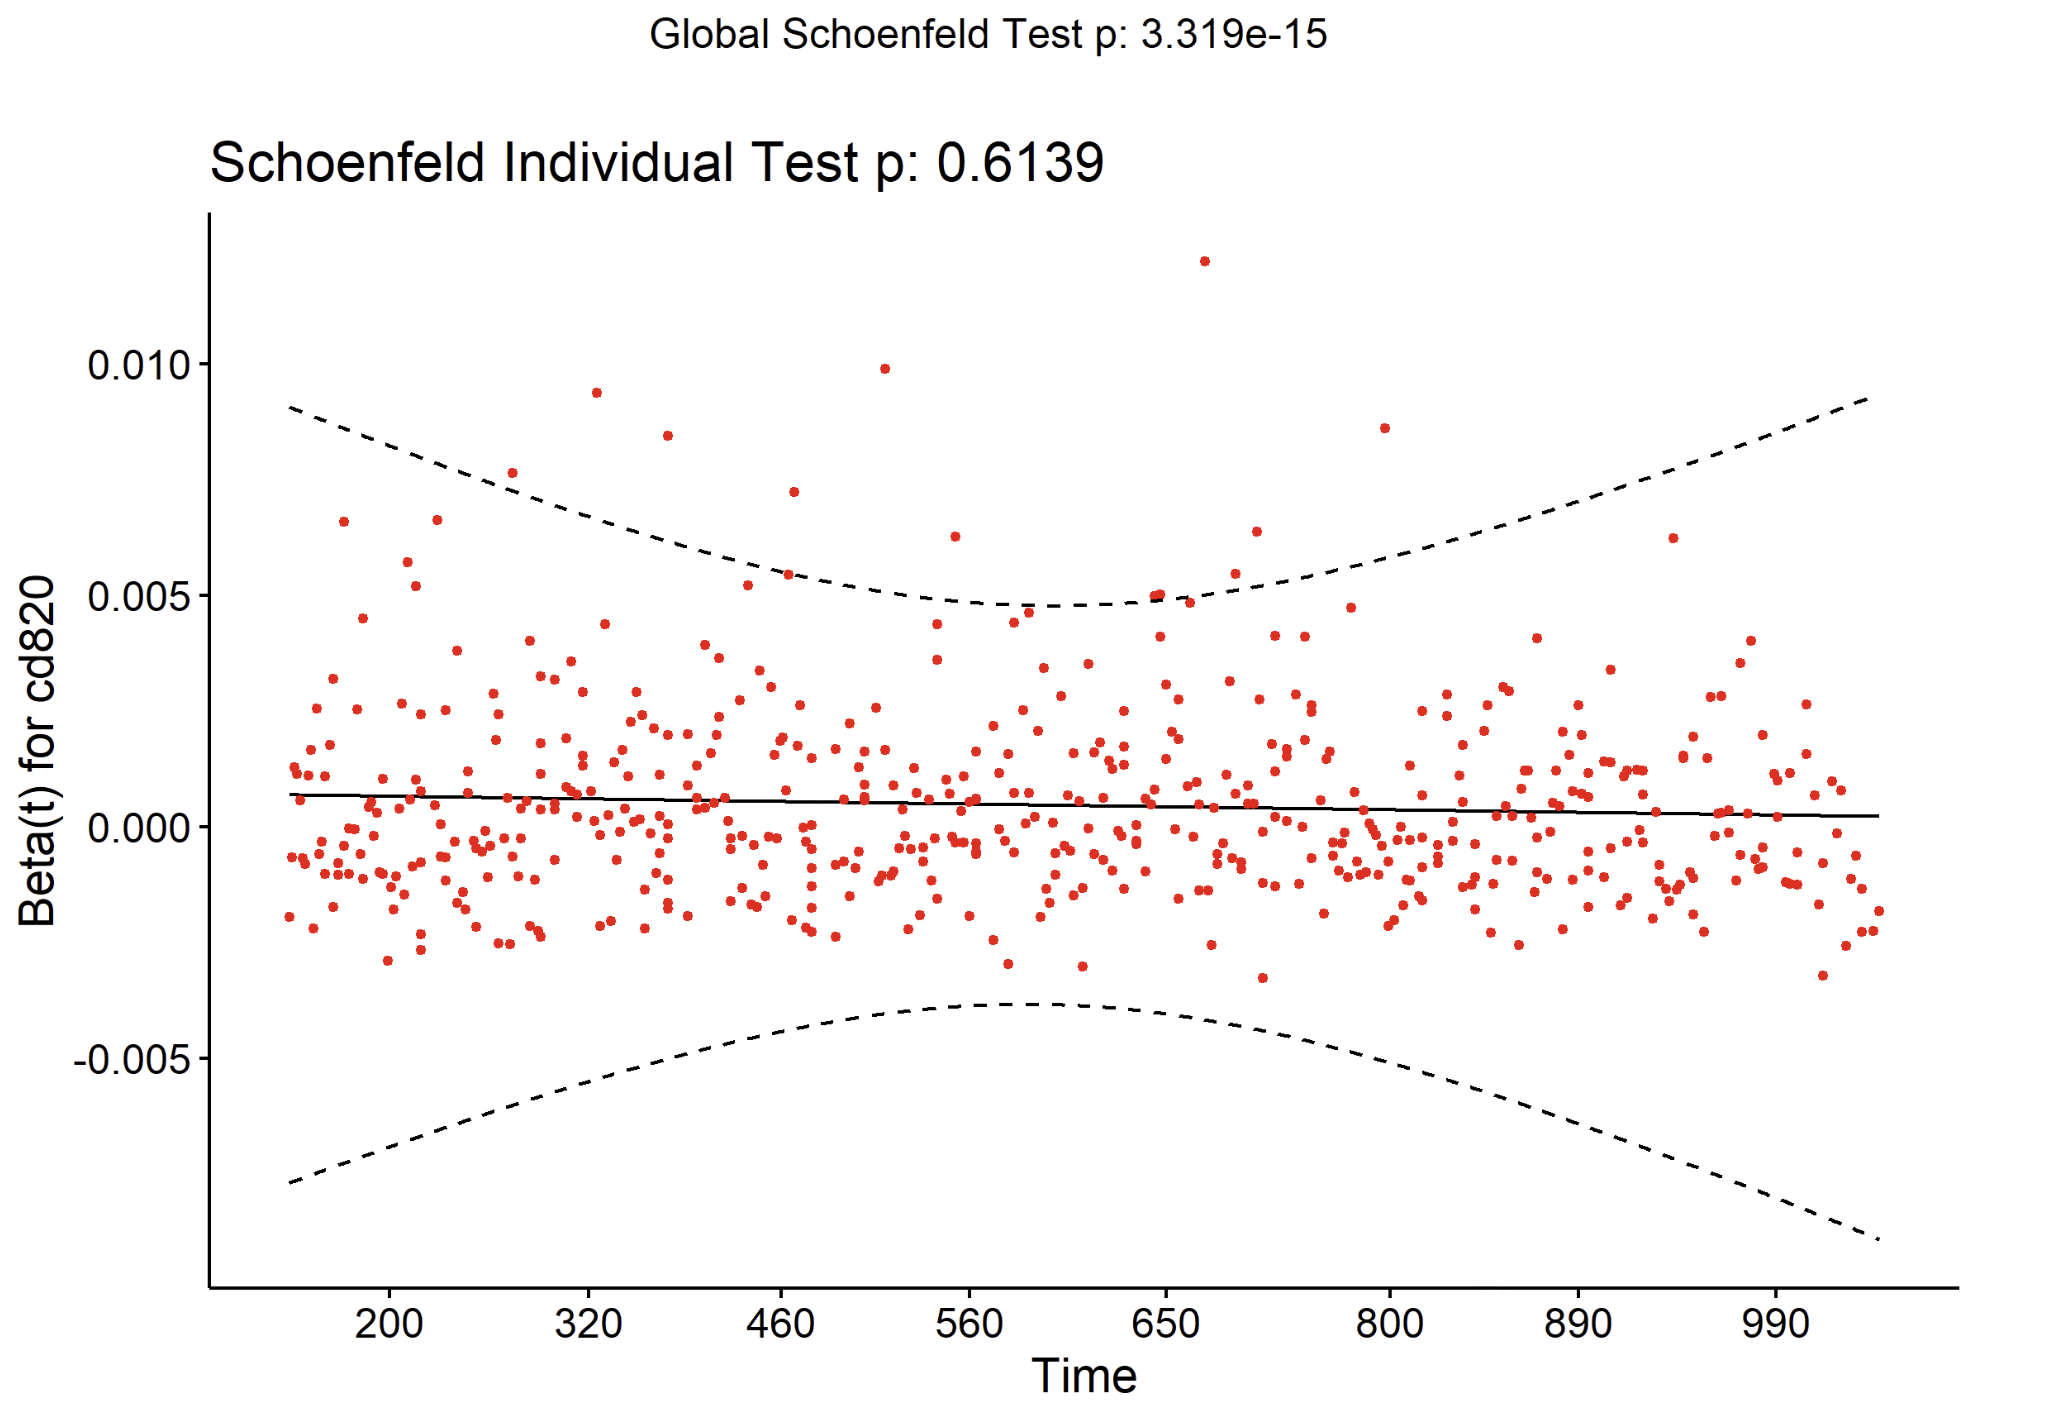 Global Schoenfeld Test p: 3.319e-15
Schoenfeld Individual Test p: 0.6139
Beta(t) for cd820
0.010
0.005
0.000
-0.005
200 320 460 560 650 800 890 990
Time